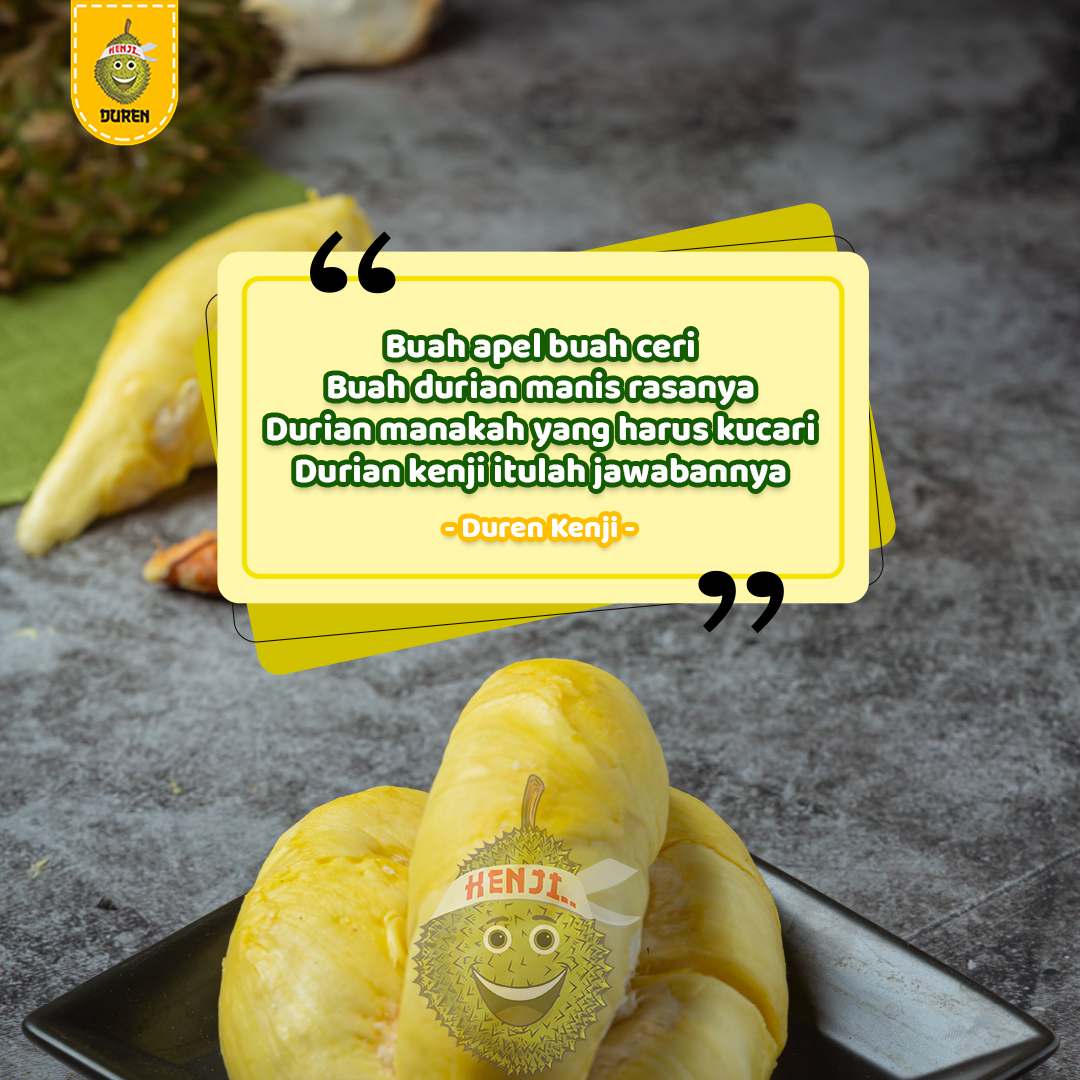 KENJI..
DUREN
Buah apel buah ceri
Buah durian manis rasanya
Durian manakah yang harus kucari
Durian kenji itulah jawabannya
- Duren Kenji -
KENJI..